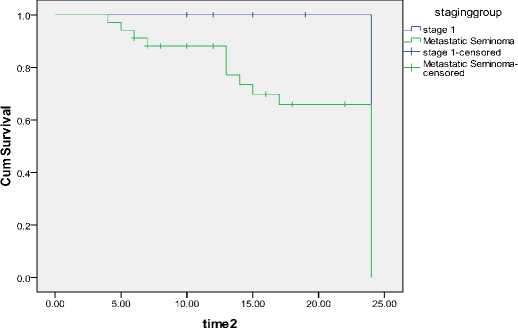 staginggroup
stage 1
Metastatic Seminoma
stage 1-censored
Metastatic Seminoma-
censored
Cum Survival
1.0
0.8
0.6
0.4
0.2
0.0
0.00
5.00
10.00
15.00
20.00
25.00
time2